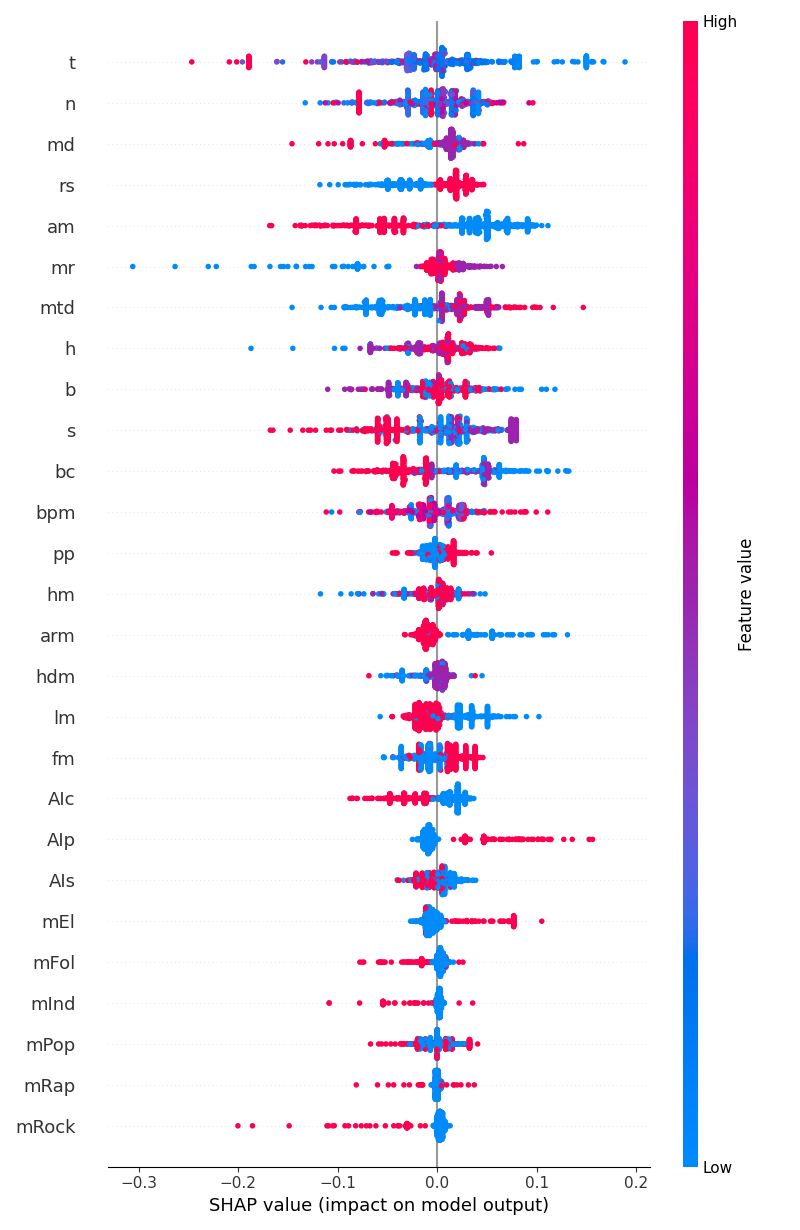 High
t
n
md
rs
am
mr
mtd
h
b
s
bc
bpm
pp
hm
arm
hdm
lm
fm
AIc
AIp
AIs
mEl
mFol
mInd
mPop
mRap
mRock
Feature value
Low
−0.3 −0.2 −0.1 0.0 0.1 0.2
SHAP value (impact on model output)